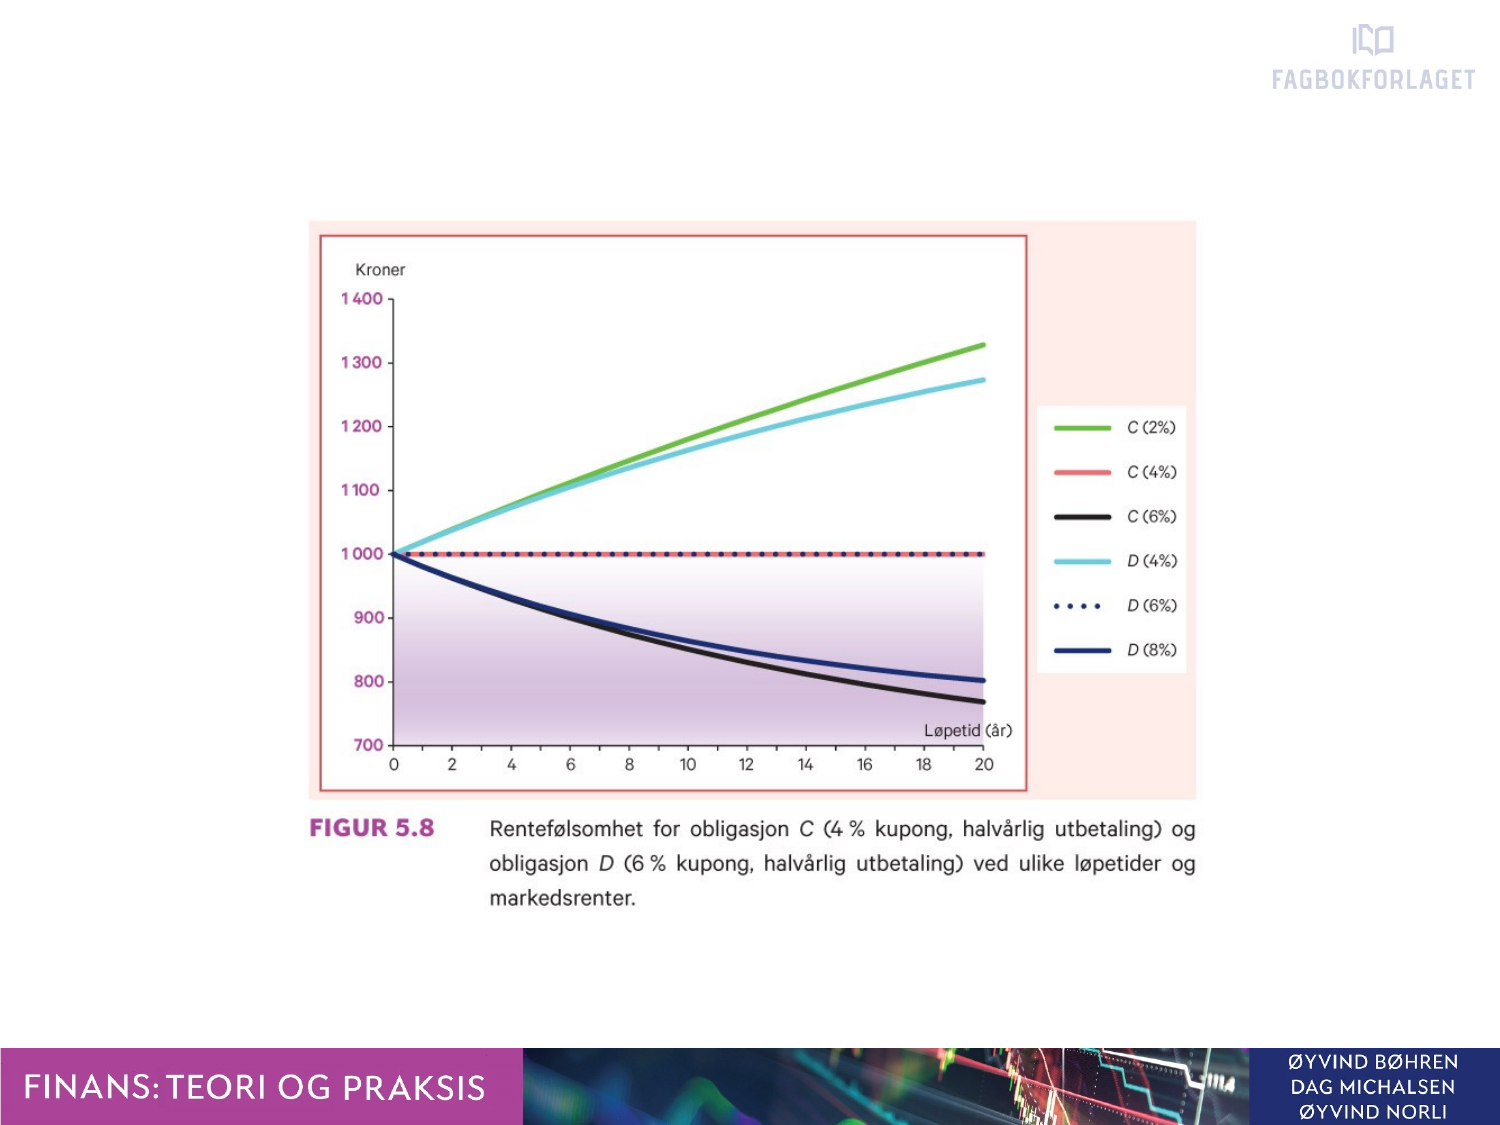 FAGBOKFORLAGET
Kroner
1 400
1 300
1 200
1 100
1 000
900
800
700
Løpetid (år)
0 2 4 6 8 10 12 14 16 18 20
C (2%)
C (4%)
C (6%)
D (4%)
D (6%)
D (8%)
FIGUR 5.8 Rentefølsomhet for obligasjon C (4 % kupong, halvårlig utbetaling) og
obligasjon D (6 % kupong, halvårlig utbetaling) ved ulike løpetider og
markedsrenter.
FINANS: TEORI OG PRAKSIS
ØYVIND BØHREN
DAG MICHALSEN
ØYVIND NORLI